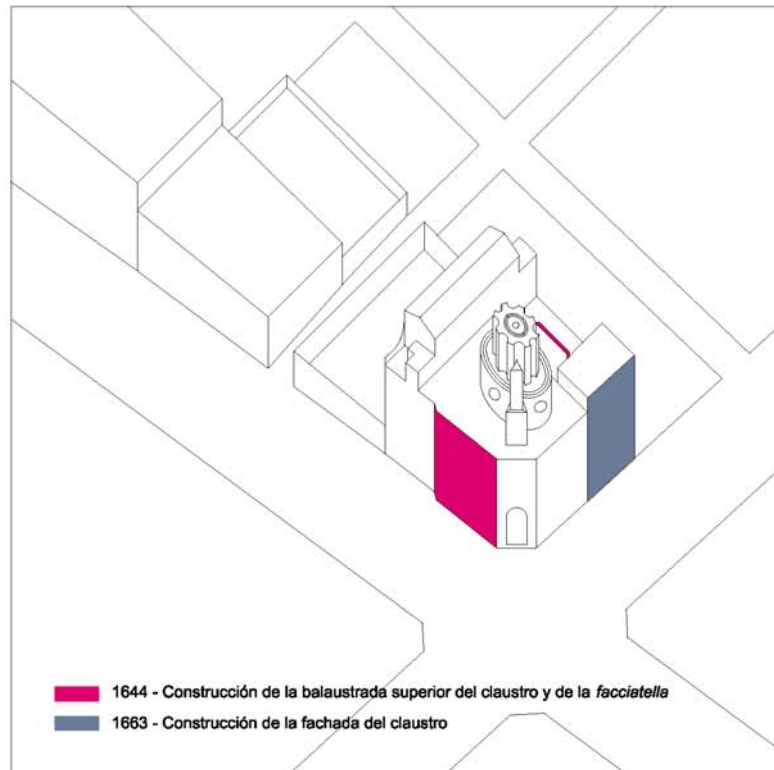 1644 - Construcción de la balaustrada superior del claustro y de la facciatella
1663 - Construcción de la fachada del claustro